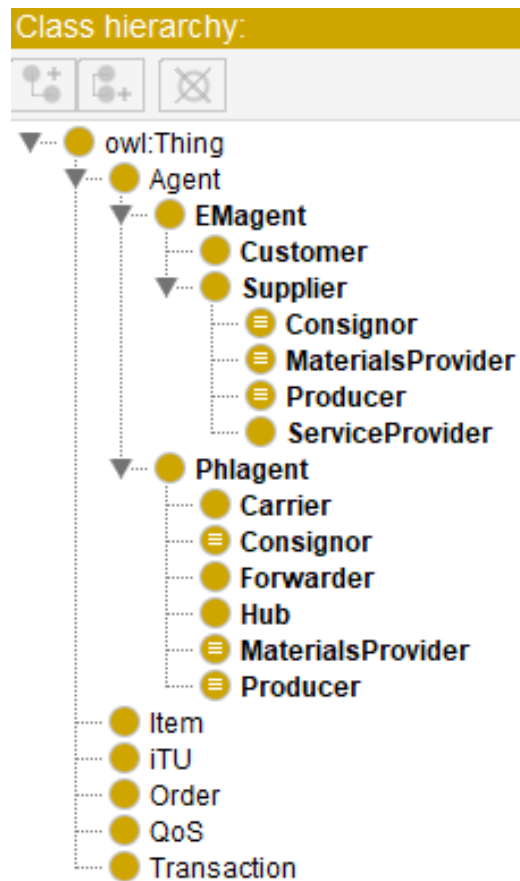 Class hierarchy:
owl:Thing
Agent
EMagent
Customer
Supplier
Consignor
MaterialsProvider
Producer
ServiceProvider
PhIagent
Carrier
Consignor
Forwarder
Hub
MaterialsProvider
Producer
Item
iTU
Order
QoS
Transaction